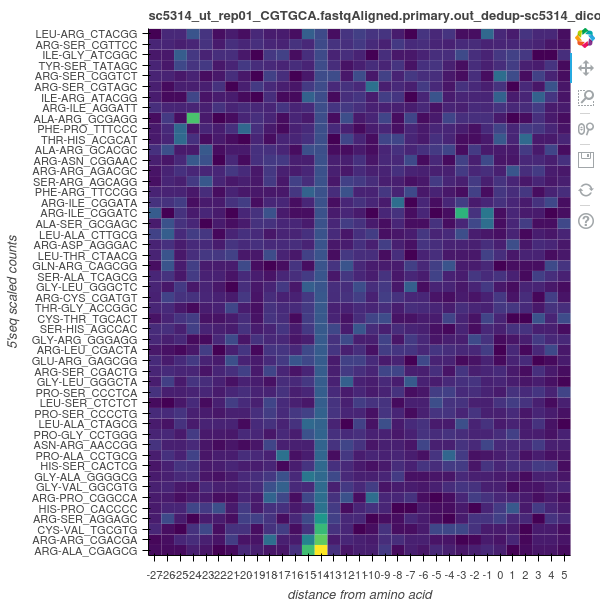 sc5314_ut_rep01_CGTGCA.fastqAligned.primary.out_dedup-sc5314_dico
LEU-ARG_CTACGG
ARG-SER_CGTTCC
ILE-GLY_ATCGGC
TYR-SER_TATAGC
ARG-SER_CGGTCT
ARG-SER_CGTAGC
ILE-ARG_ATACGG
ARG-ILE_AGGATT
ALA-ARG_GCGAGG
PHE-PRO_TTTCCC
THR-HIS_ACGCAT
ALA-ARG_GCACGC
ARG-ASN_CGGAAC
ARG-ARG_AGACGC
SER-ARG_AGCAGG
PHE-ARG_TTCCGG
ARG-ILE_CGGATA
ARG-ILE_CGGATC
ALA-SER_GCGAGC
LEU-ALA_CTTGCG
ARG-ASP_AGGGAC
LEU-THR_CTAACG
GLN-ARG_CAGCGG
SER-ALA_TCAGCG
GLY-LEU_GGGCTC
ARG-CYS_CGATGT
THR-GLY_ACCGGC
CYS-THR_TGCACT
SER-HIS_AGCCAC
GLY-ARG_GGGAGG
ARG-LEU_CGACTA
GLU-ARG_GAGCGG
ARG-SER_CGACTG
GLY-LEU_GGGCTA
PRO-SER_CCCTCA
LEU-SER_CTCTCT
PRO-SER_CCCCTG
LEU-ALA_CTAGCG
PRO-GLY_CCTGGG
ASN-ARG_AACCGG
PRO-ALA_CCTGCG
HIS-SER_CACTCG
GLY-ALA_GGGGCG
GLY-VAL_GGCGTG
ARG-PRO_CGGCCA
HIS-PRO_CACCCC
ARG-SER_AGGAGC
CYS-VAL_TGCGTG
ARG-ARG_CGACGA
ARG-ALA_CGAGCG
5'seq scaled counts
-27-26-25-24-23-22-21-20-19-18-17-16-15-14-13-12-11-10-9 -8 -7 -6 -5 -4 -3 -2 -1 0 1 2 3 4 5
distance from amino acid